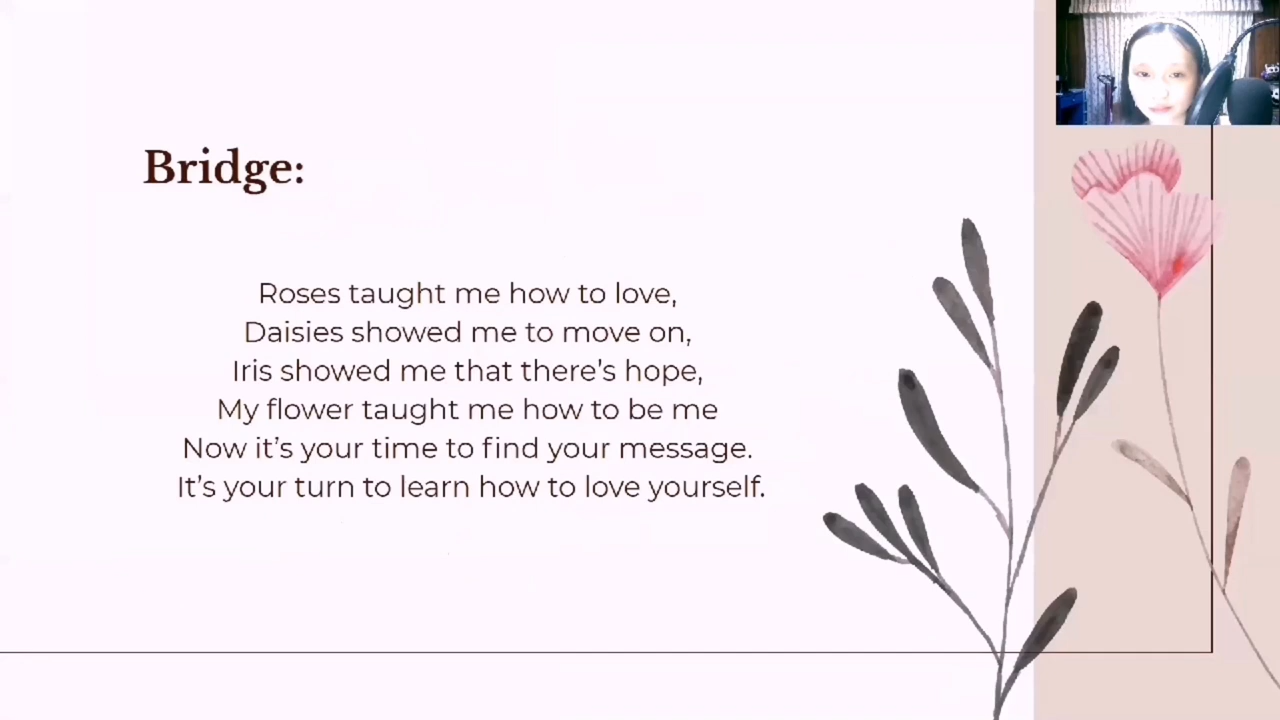 Bridge:
Roses taught me how to love,
Daisies showed me to move on,
Iris showed me that there's hope,
My flower taught me how to be me
Now it's your time to find your message.
It's your turn to learn how to love yourself.